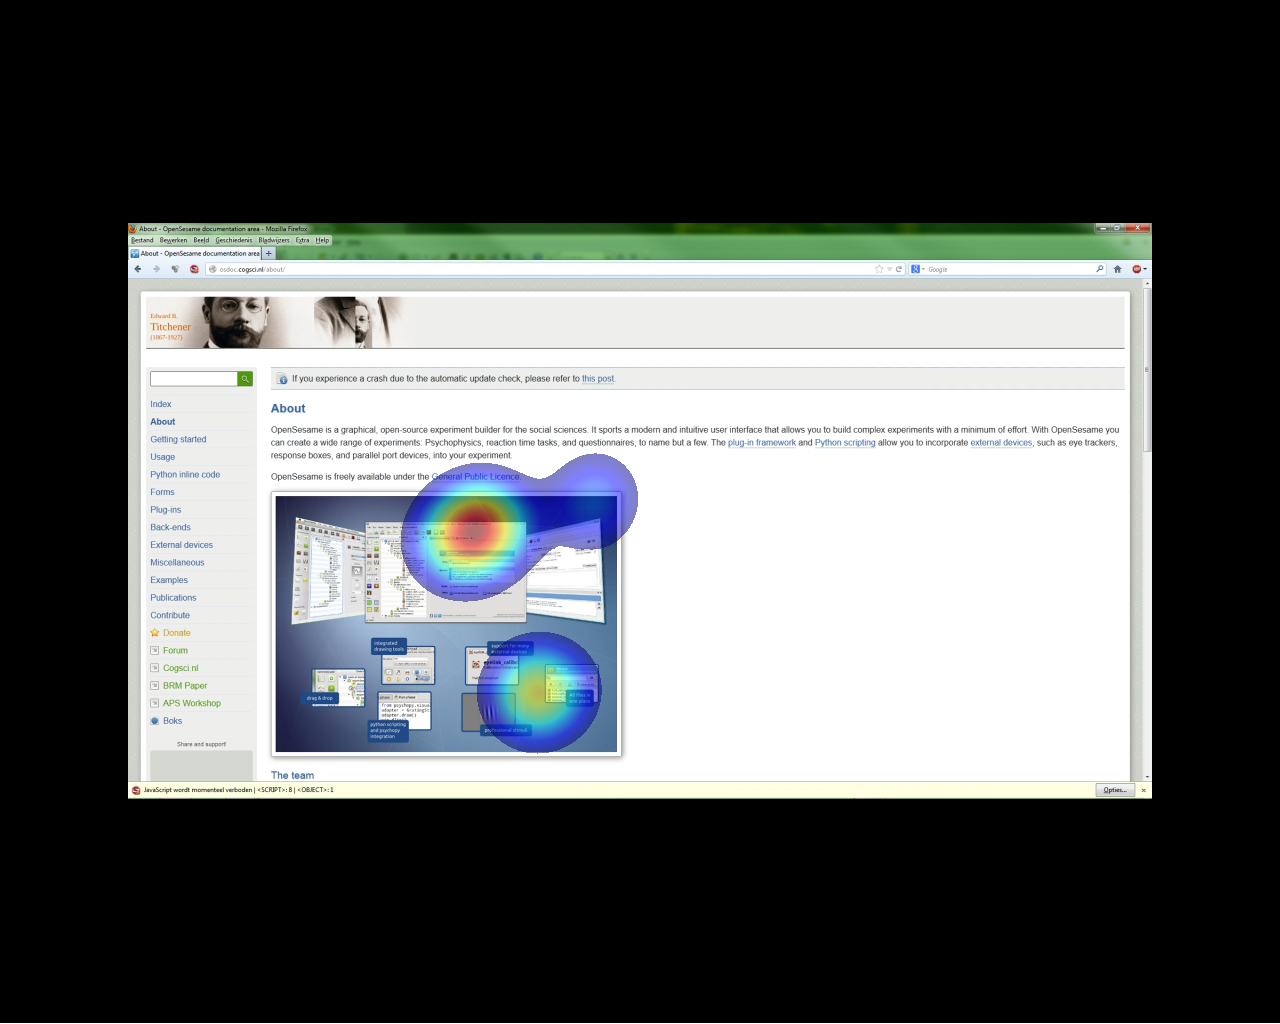 About - OpenSesame documentation area - Mozilla Firefox
Bestand Bewerken Beeld Geschiedenis Bladwijzers Extra Help
About - OpenSesame documentation area
osdoc.cogsci.nl/about/
Google
Edward B.
Titchener
(1867-1927)
If you experience a crash due to the automatic update check, please refer to this post.
Index
About
Getting started
Usage
Python inline code
Forms
Plug-ins
Back-ends
External devices
Miscellaneous
Examples
Publications
Contribute
Donate
Forum
Cogsci.nl
BRM Paper
APS Workshop
Boks
Share and support!
About
OpenSesame is a graphical, open-source experiment builder for the social sciences. It sports a modern and intuitive user interface that allows you to build complex experiments with a minimum of effort. With OpenSesame you
can create a wide range of experiments: Psychophysics, reaction time tasks, and questionnaires, to name but a few. The plug-in framework and Python scripting allow you to incorporate external devices, such as eye trackers,
response boxes, and parallel port devices, into your experiment.
OpenSesame is freely available under the General Public Licence.
integrated
drawing tools
support for many
external devices
drag & drop
All files in
one place
from psychopy.visua
adapter.draw()
python scripting
and psychopy
integration
professional stimuli
The team
JavaScript wordt momenteel verboden | <SCRIPT>: 8 | <OBJECT>: 1
Opties...